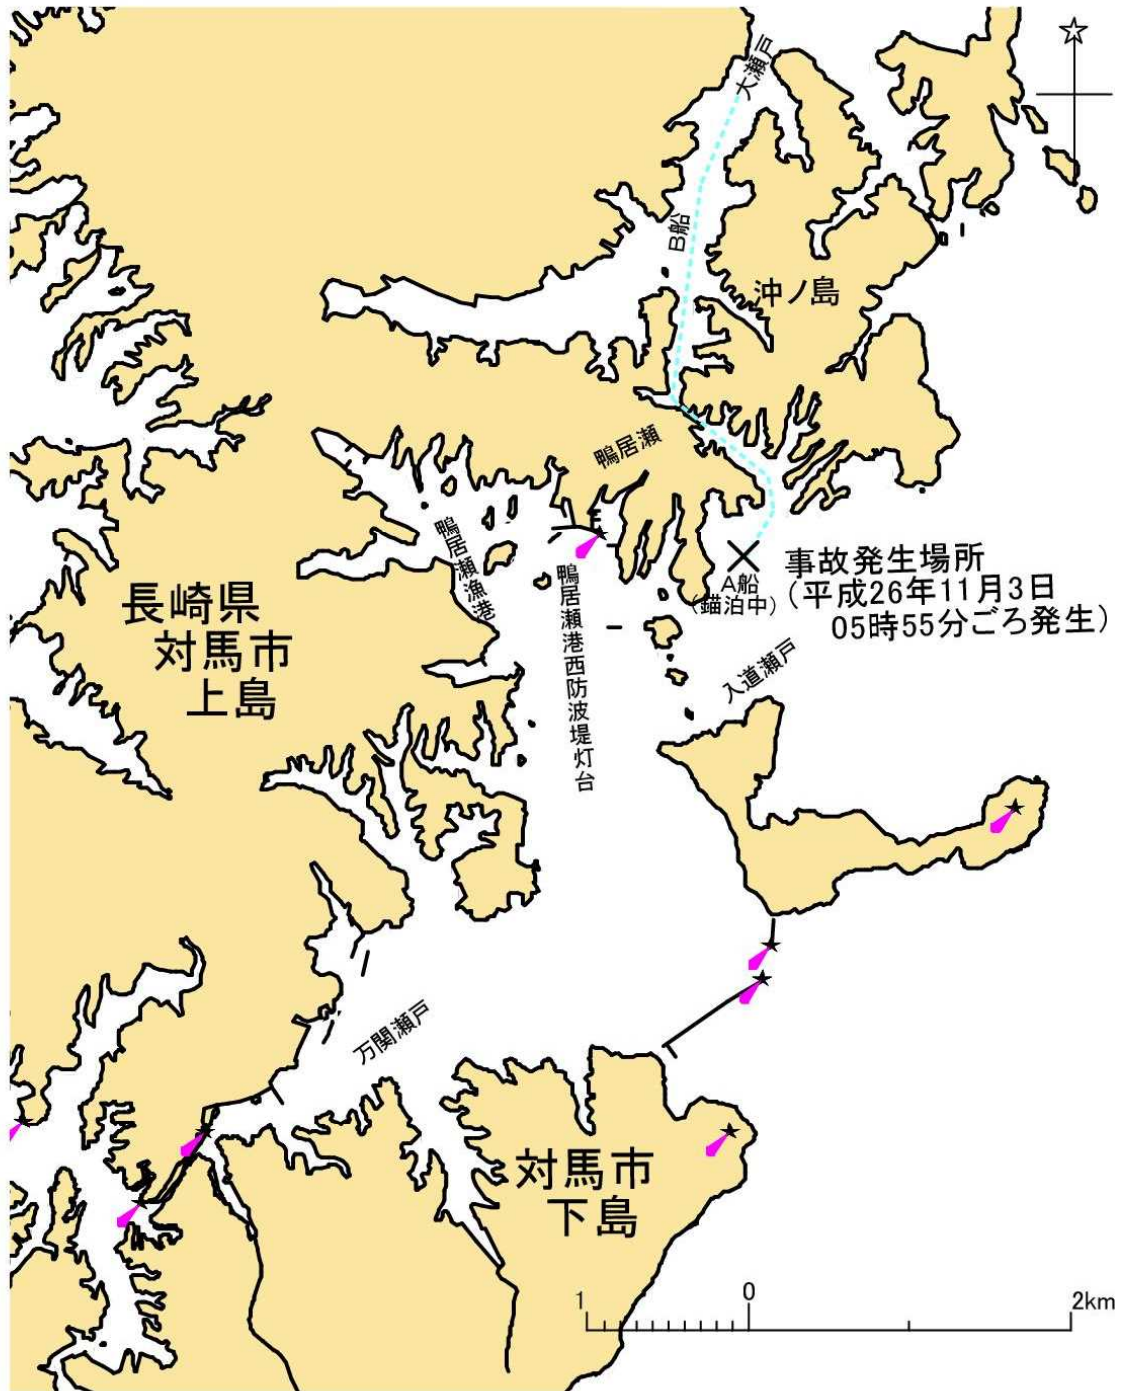 大瀬戸
B船
沖ノ島
鴨居瀬
鴨居瀬漁港
事故発生場所
(平成26年11月3日
05時55分ごろ発生)
A船
(錨泊中)
長崎県
対馬市
上島
鴨居瀬港西防波堤灯台
入道瀬戸
万関瀬戸
対馬市
下島
1 0 2km